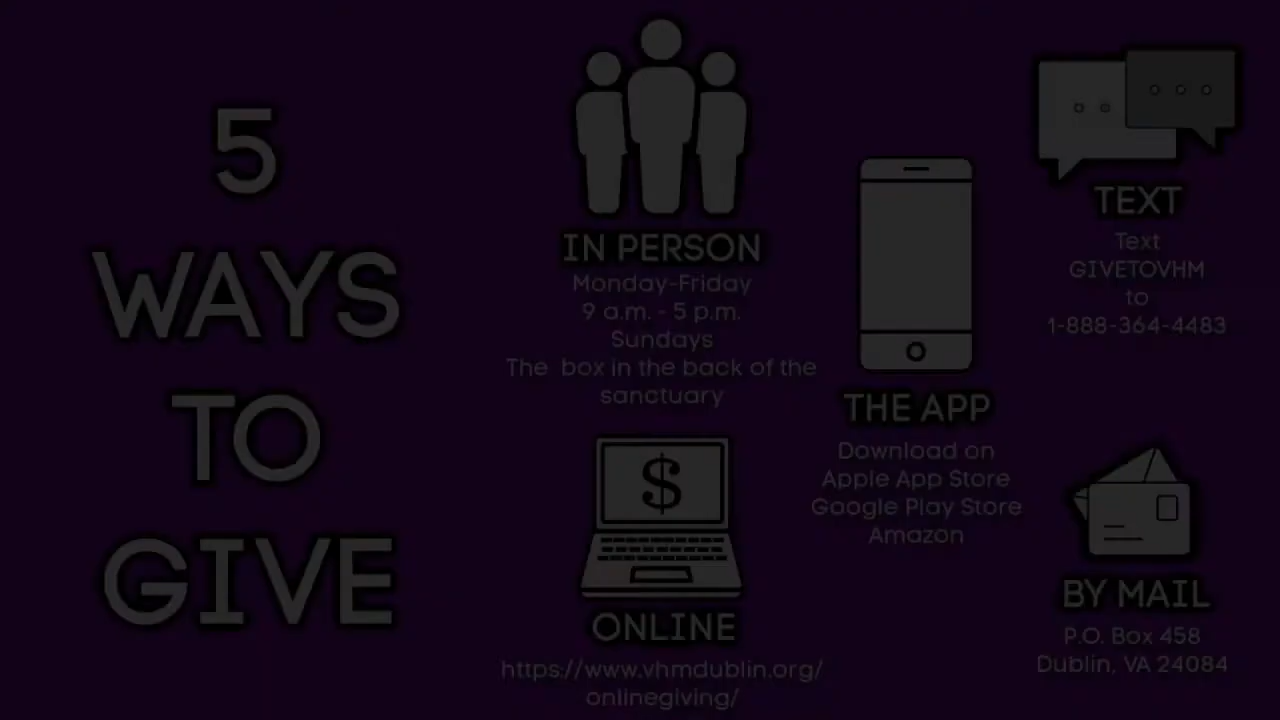 5
WAYS
TO
GIVE
IN PERSON
Monday-Friday
9 a.m. - 5 p.m.
Sundays
The box in the back of the
sanctuary
ONLINE
https://www.vhmdublin.org/
onlinegiving/
THE APP
Download on
Apple App Store
Google Play Store
Amazon
TEXT
Text
GIVETOVHM
to
1-888-364-4483
BY MAIL
P.O. Box 458
Dublin, VA 24084